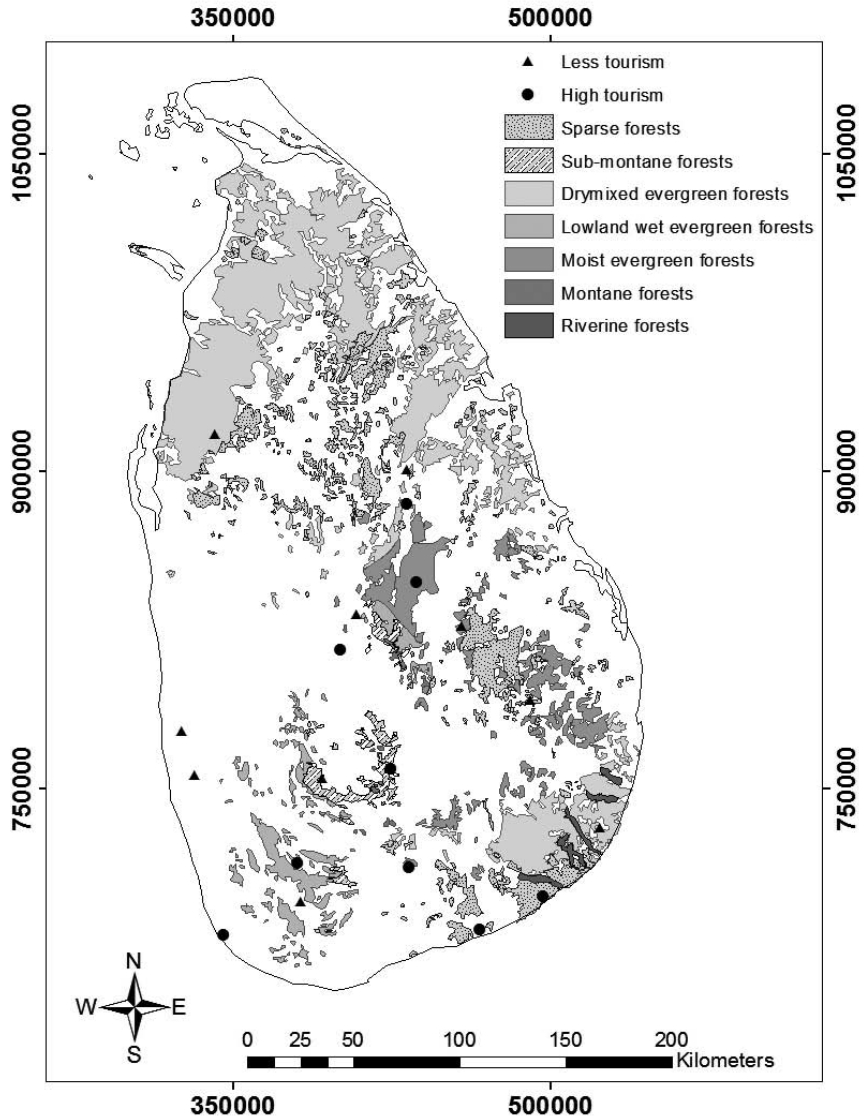 350000 500000
1050000 1050000
900000 900000
750000 750000
Less tourism
High tourism
Sparse forests
Sub-montane forests
Drymixed evergreen forests
Lowland wet evergreen forests
Moist evergreen forests
Montane forests
Riverine forests
N
W E
S
0 25 50 100 150 200
Kilometers
350000 500000